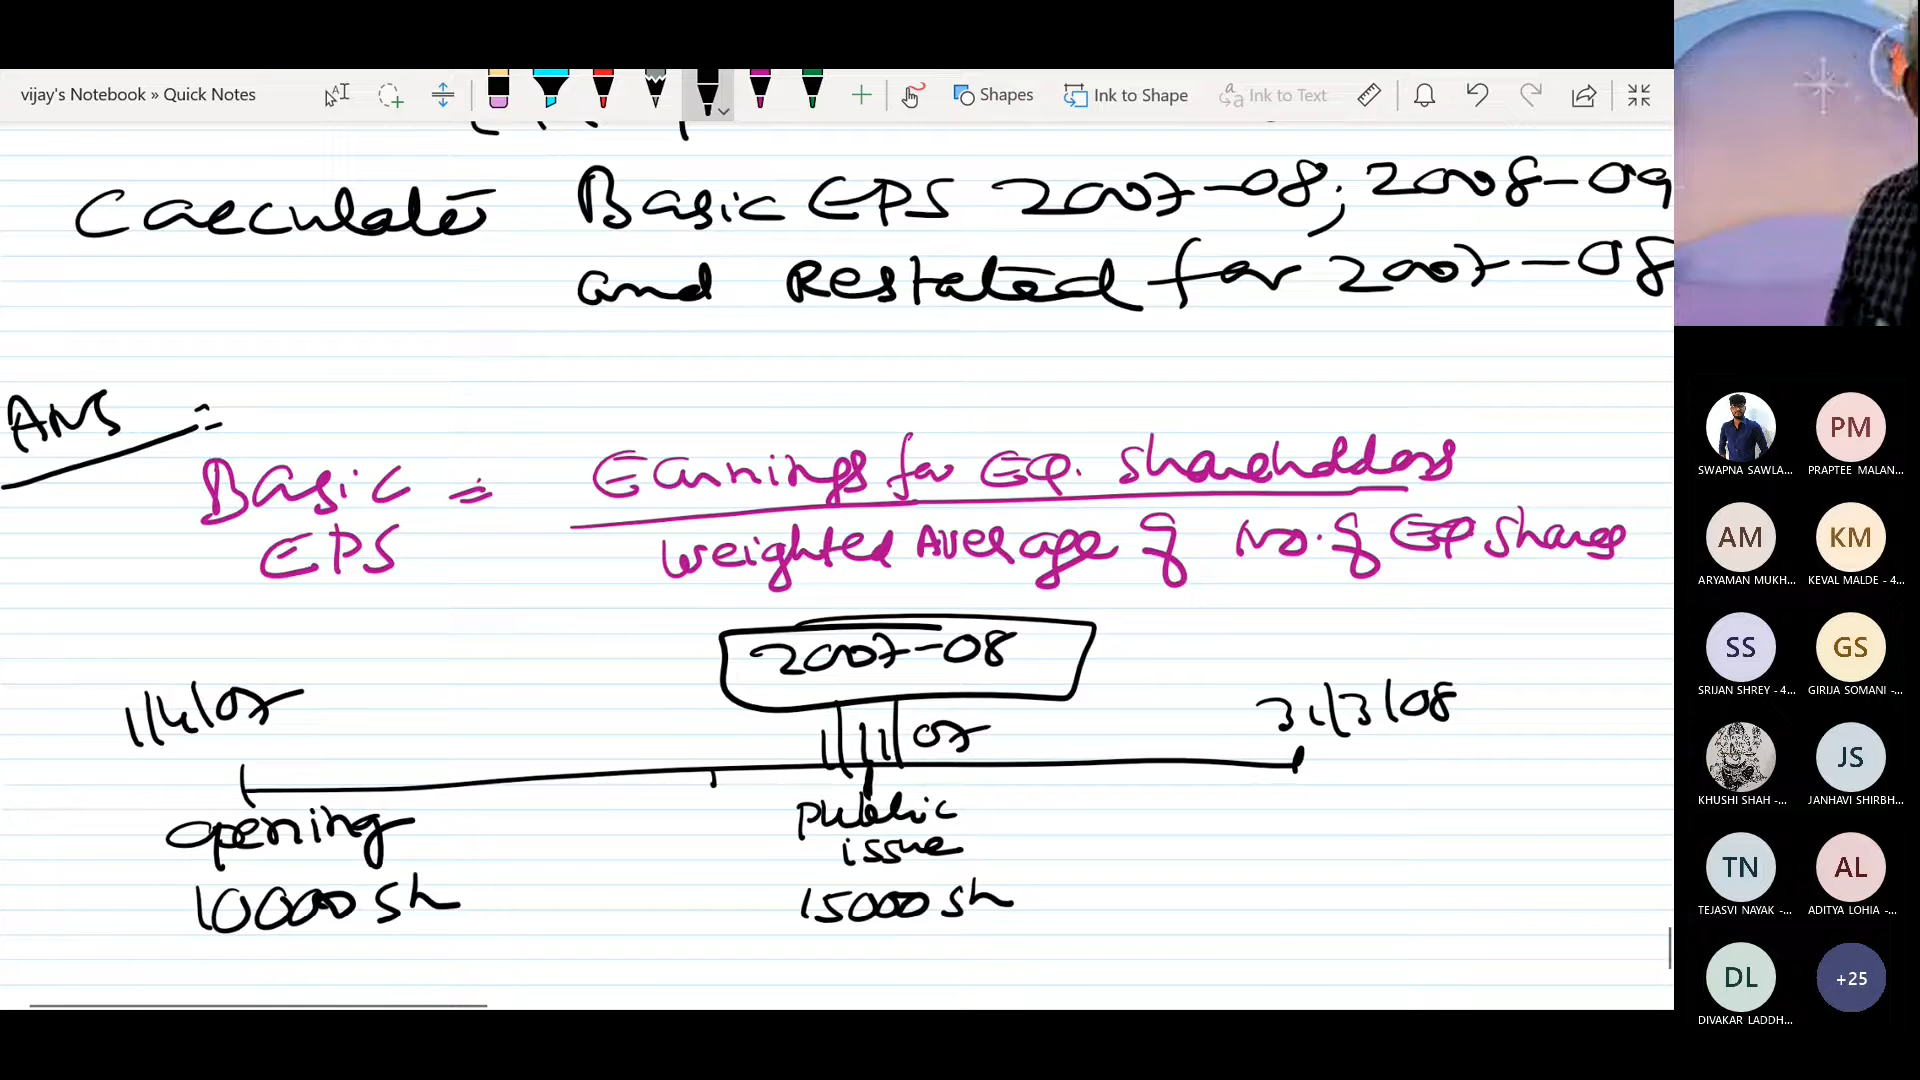 vijay's Notebook » Quick Notes
Shapes
Ink to Shape
Ink to Text
Calculate Basic EPS 2007-08; 2008-09
and Restated for 2007-08
ANS =
Basic EPS = Earnings for Eq. Shareholders
Weighted Average of No. of Eq Shares
2007-08
1/4/07
1/11/07
31/3/08
opening
10000 sh
public
issue
15000 sh
SWAPNA SAWLA...
PM
PRAPTEE MALAN...
AM
ARYAMAN MUKH...
KM
KEVAL MALDE - 4...
SS
SRIJAN SHREY - 4...
GS
GIRIJA SOMANI -...
KHUSHI SHAH -...
JS
JANHAVI SHIRBH...
TN
TEJASVI NAYAK -...
AL
ADITYA LOHIA -...
DL
DIVAKAR LADDH...
+25